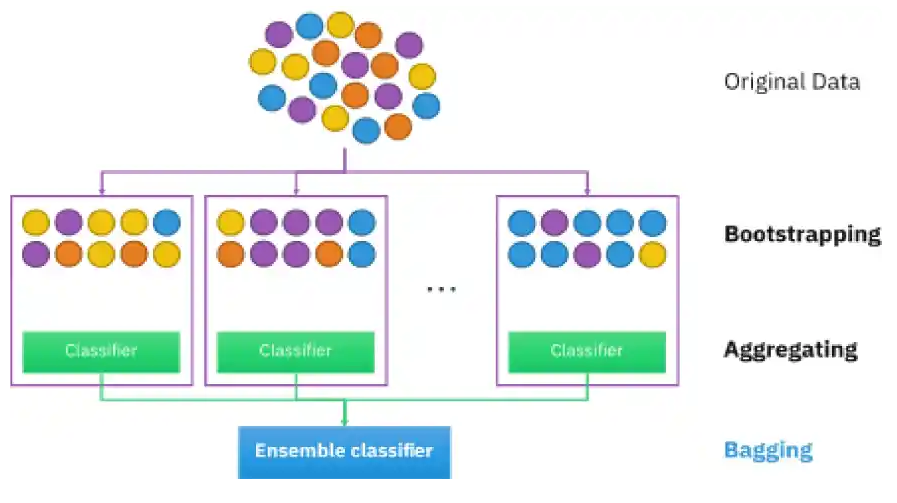 Original Data
Bootstrapping
...
Classifier
Classifier
Classifier
Aggregating
Ensemble classifier
Bagging